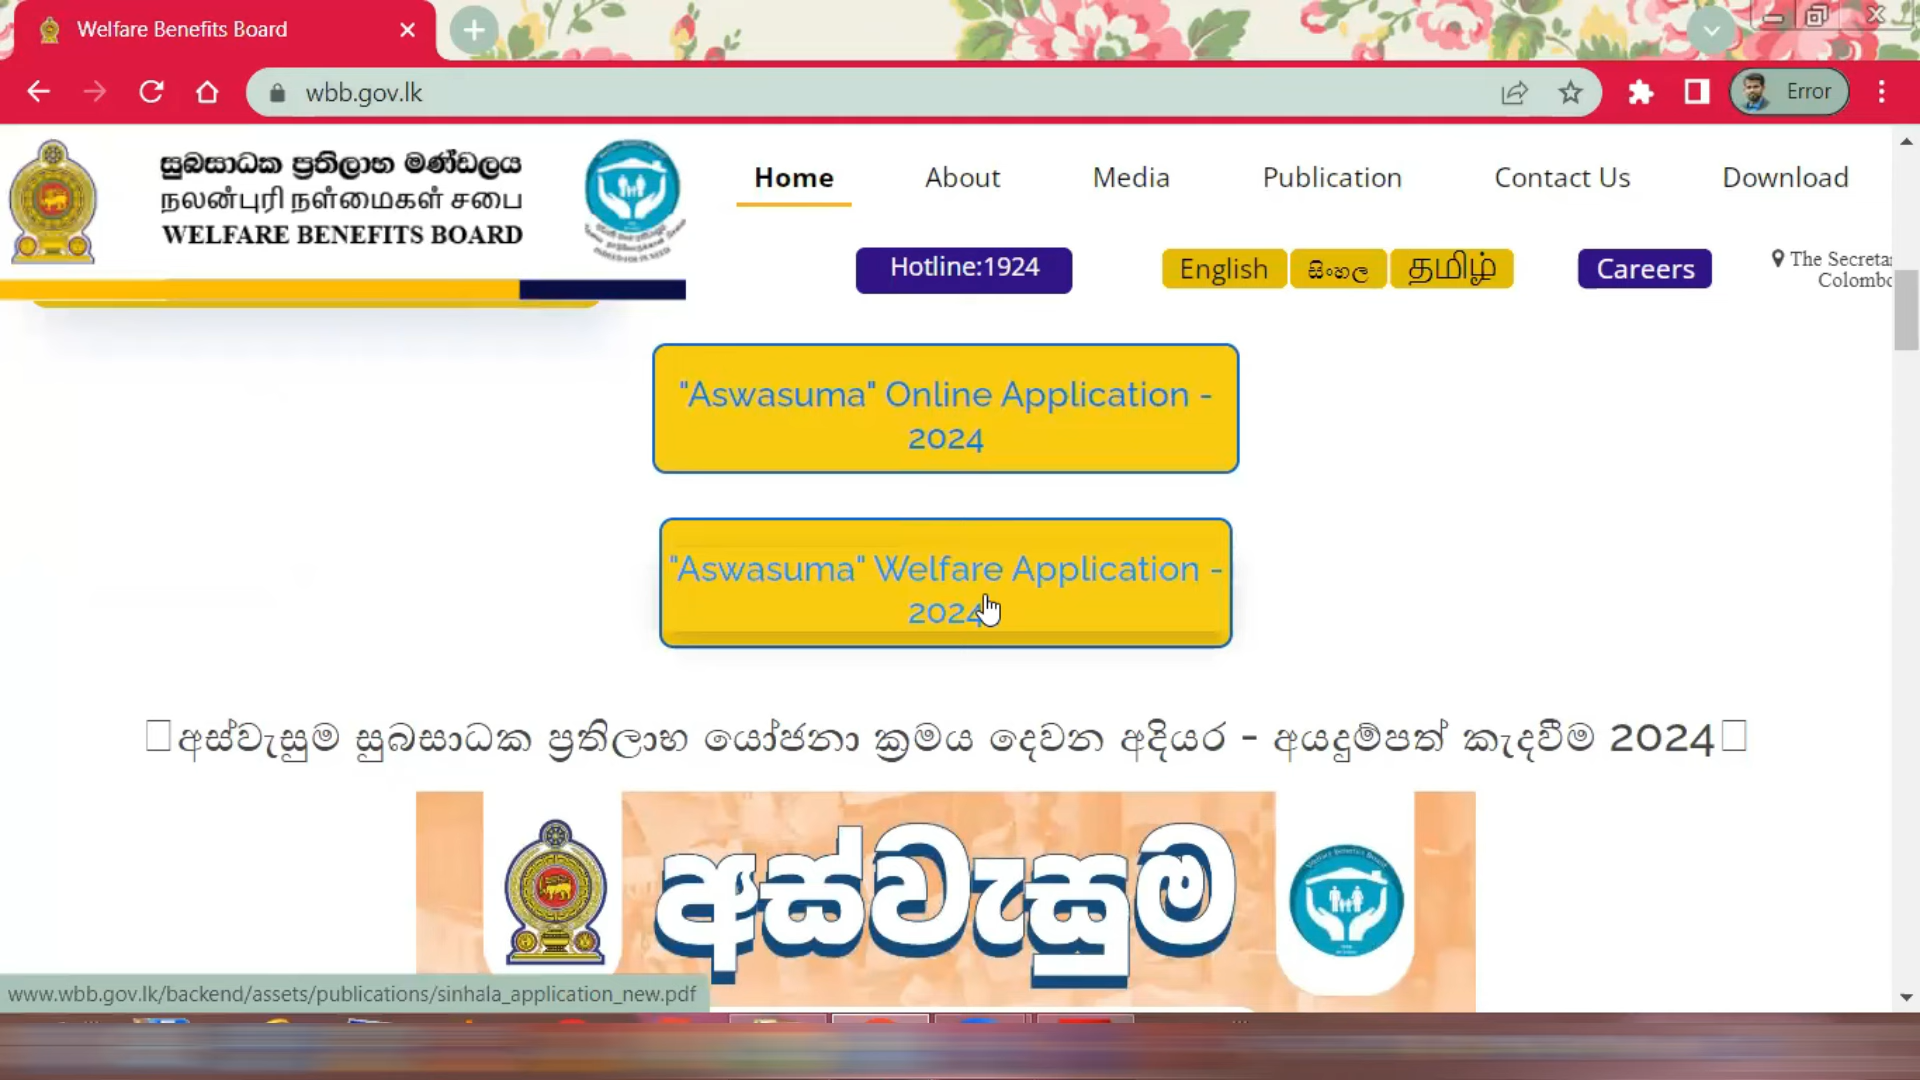 Welfare Benefits Board
wbb.gov.lk
Error
සුබසාධක ප්‍රතිලාභ මණ්ඩලය
நலன்புரி நன்மைகள் சபை
WELFARE BENEFITS BOARD
Home
About
Media
Publication
Contact Us
Download
Hotline:1924
English
සිංහල
தமிழ்
Careers
The Secreta
Colombo
"Aswasuma" Online Application -
2024
"Aswasuma" Welfare Application -
2024
අස්වැසුම සුබසාධක ප්‍රතිලාභ යෝජනා ක්‍රමය දෙවන අදියර - අයදුම්පත් කැඳවීම 2024
අස්වැසුම
www.wbb.gov.lk/backend/assets/publications/sinhala_application_new.pdf